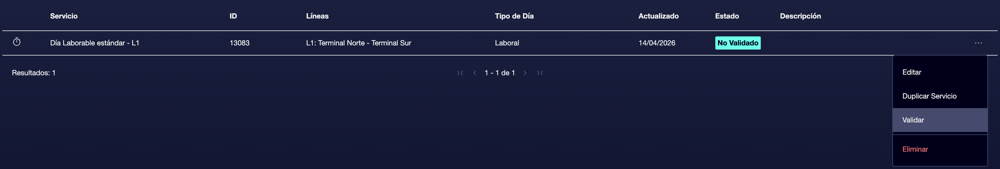 Servicio ID Líneas Tipo de Día Actualizado Estado Descripción
Día Laborable estándar - L1 13083 L1: Terminal Norte - Terminal Sur Laboral 14/04/2026 No Validado ...
Resultados: 1 1 - 1 de 1
Editar
Duplicar Servicio
Validar
Eliminar